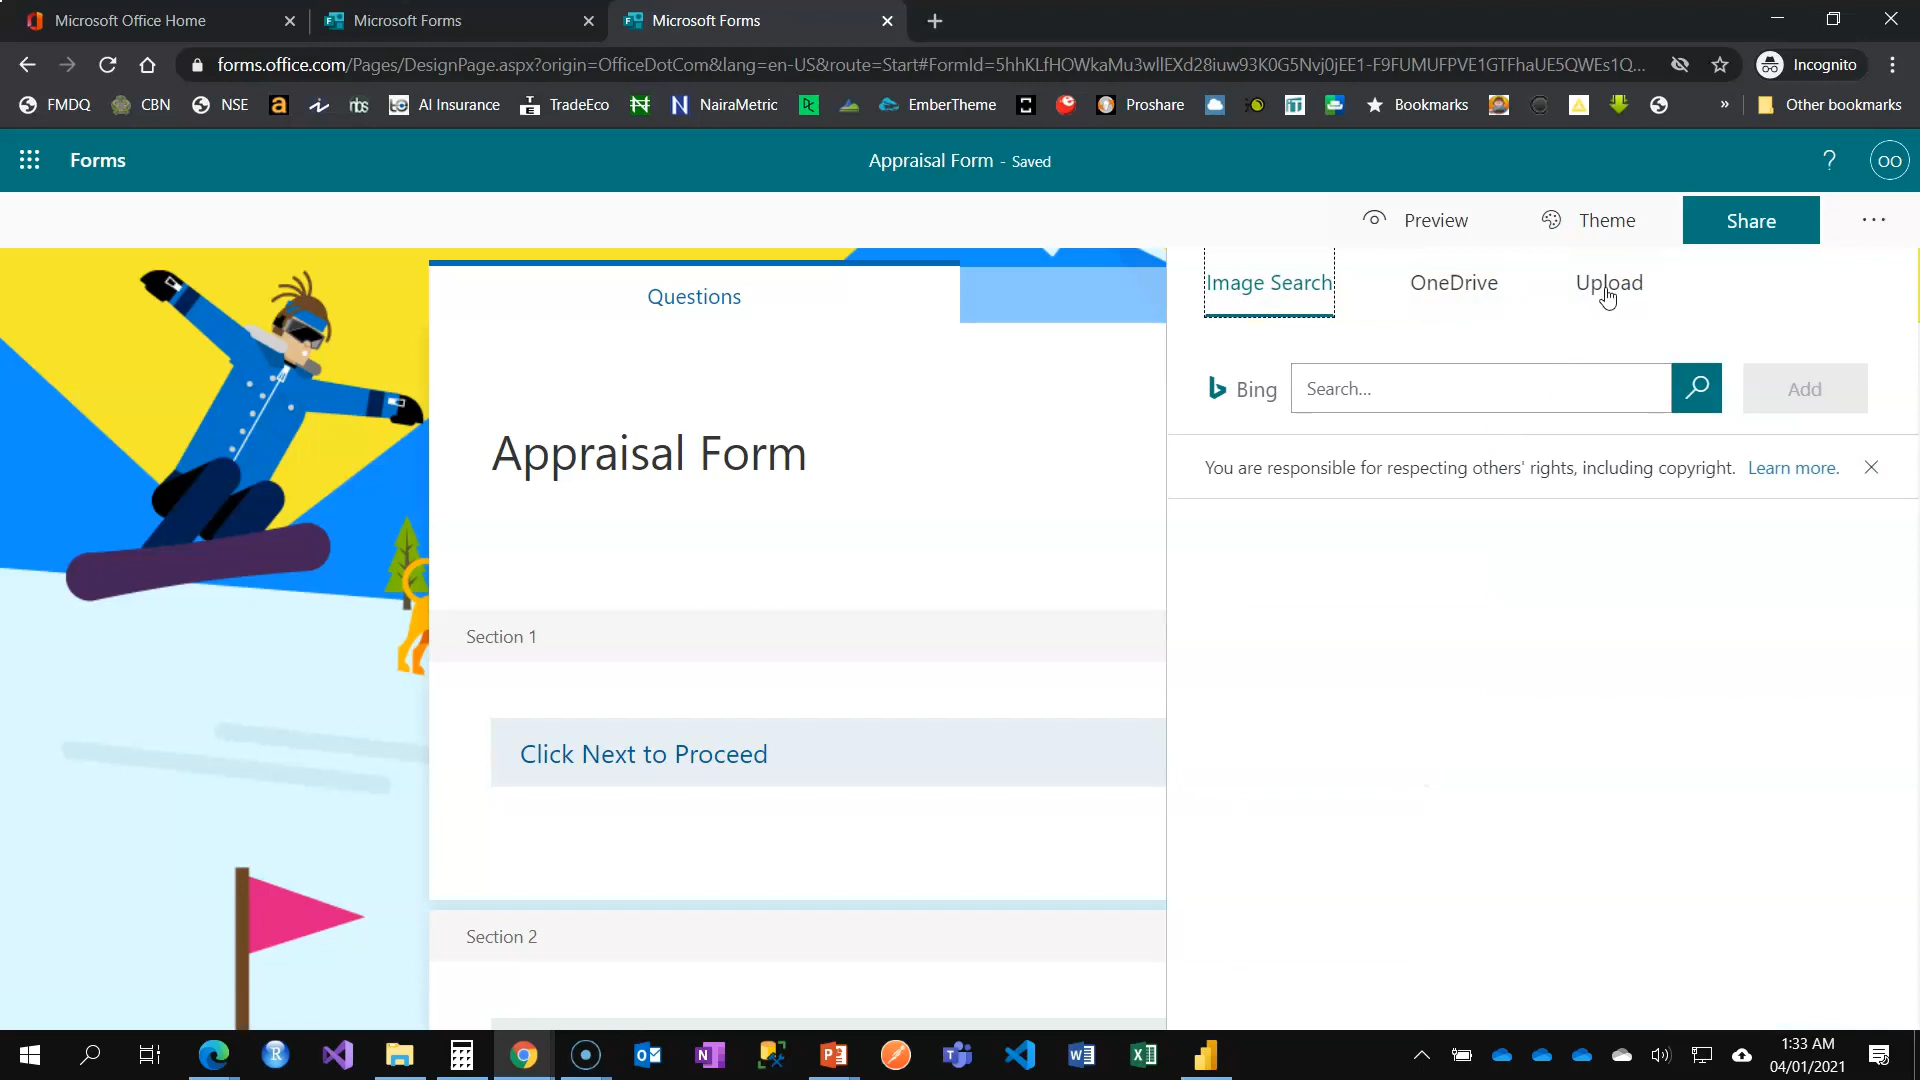 Microsoft Office Home
Microsoft Forms
Microsoft Forms
forms.office.com/Pages/DesignPage.aspx?origin=OfficeDotCom&lang=en-US&route=Start#FormId=5hhKLfHOWkaMu3wllEXd28iuw93K0G5Nvj0jEE1-F9FUMUFPVE1GTFhaUE5QWEs1Q...
Incognito
FMDQ
CBN
NSE
AI Insurance
TradeEco
NairaMetric
EmberTheme
Proshare
Bookmarks
»
Other bookmarks
Forms
Appraisal Form - Saved
?
OO
Preview
Theme
Share
...
Questions
Image Search
OneDrive
Upload
Bing
Search...
Add
You are responsible for respecting others' rights, including copyright. Learn more.
Appraisal Form
Section 1
Click Next to Proceed
Section 2
1:33 AM
04/01/2021